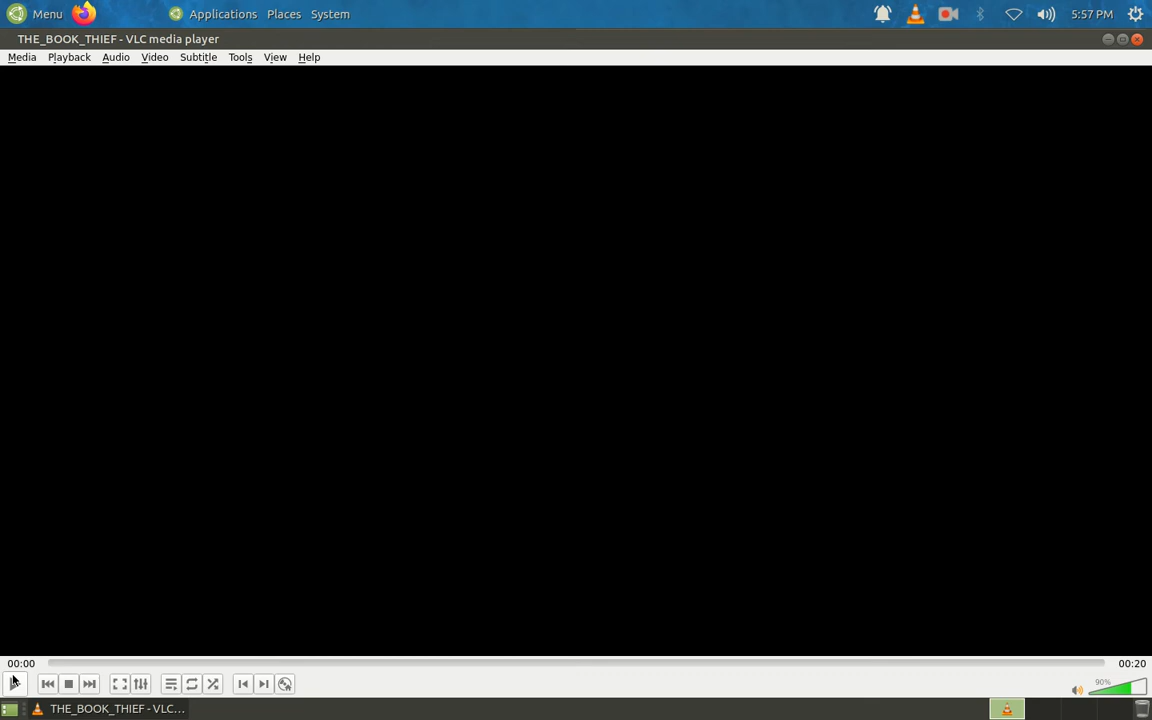 Menu Applications Places System 5:57 PM
THE_BOOK_THIEF - VLC media player
Media Playback Audio Video Subtitle Tools View Help
00:00 00:20
90%
THE_BOOK_THIEF - VLC...